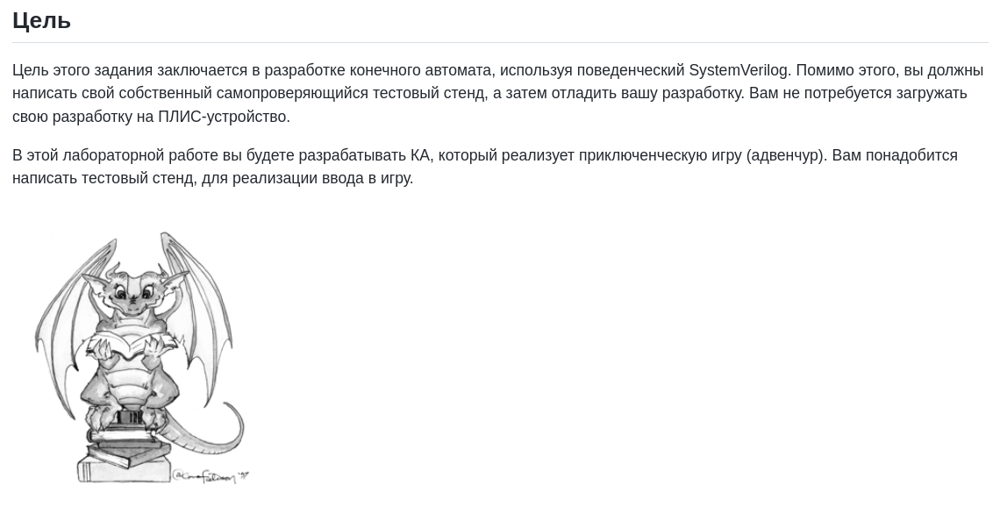 Цель
Цель этого задания заключается в разработке конечного автомата, используя поведенческий SystemVerilog. Помимо этого, вы должны
написать свой собственный самопроверяющийся тестовый стенд, а затем отладить вашу разработку. Вам не потребуется загружать
свою разработку на ПЛИС-устройство.
В этой лабораторной работе вы будете разрабатывать КА, который реализует приключенческую игру (адвенчур). Вам понадобится
написать тестовый стенд, для реализации ввода в игру.